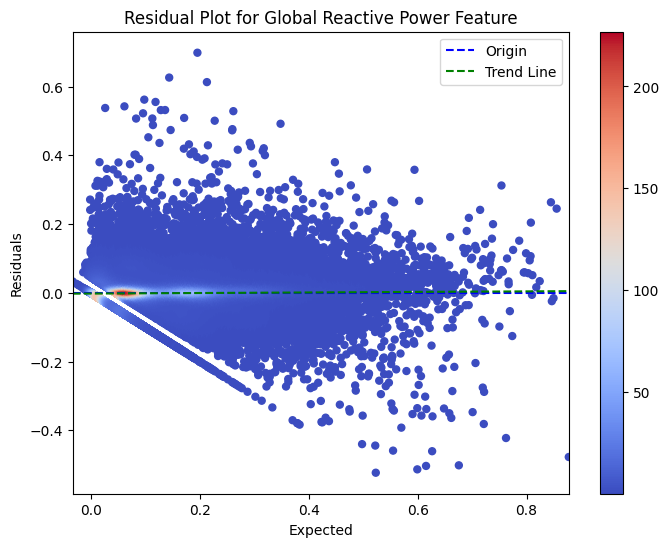 Residual Plot for Global Reactive Power Feature
Origin
Trend Line
Residuals
0.6
0.4
0.2
0.0
−0.2
−0.4
0.0 0.2 0.4 0.6 0.8
Expected
200
150
100
50